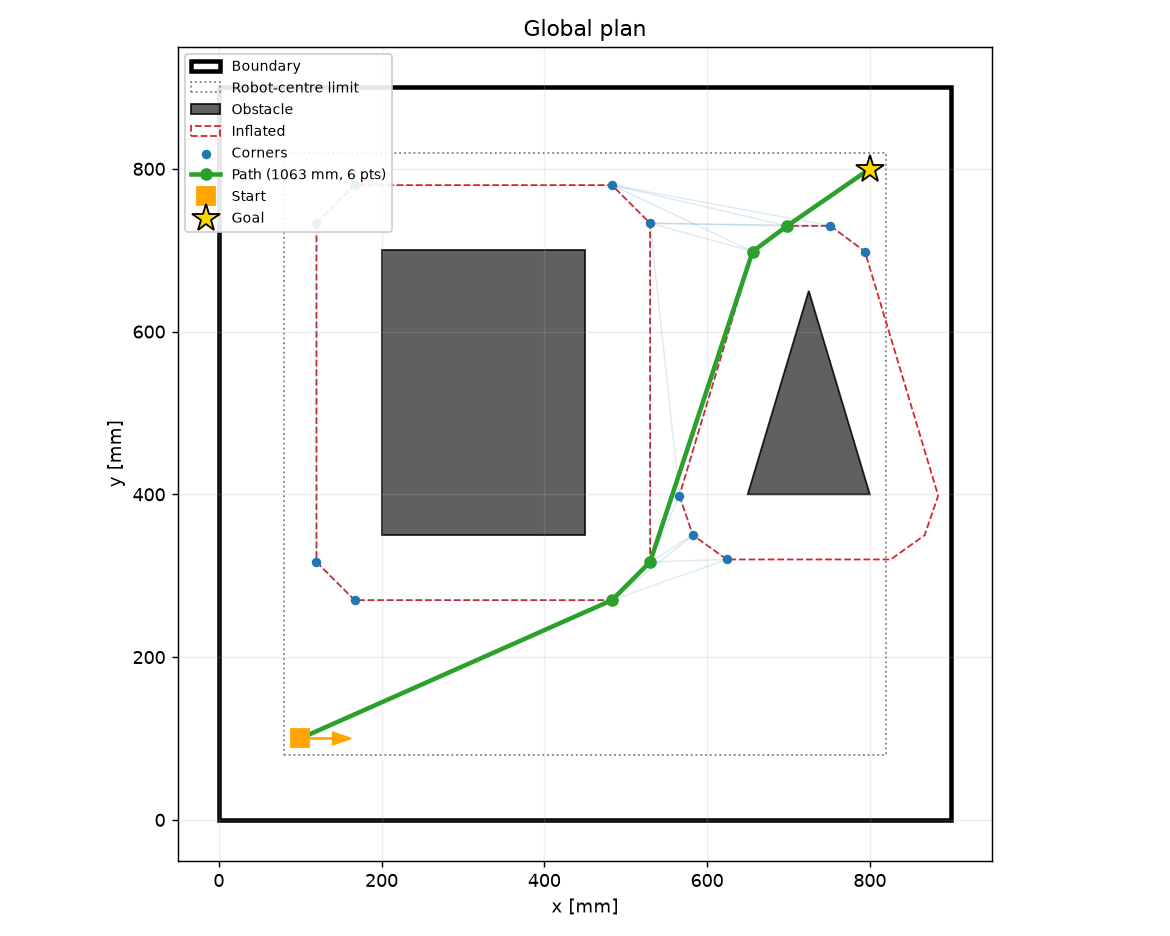 Global plan
Boundary
Robot-centre limit
Obstacle
Inflated
Corners
Path (1063 mm, 6 pts)
Start
Goal
800
600
400
200
0
y [mm]
0
200
400
600
800
x [mm]